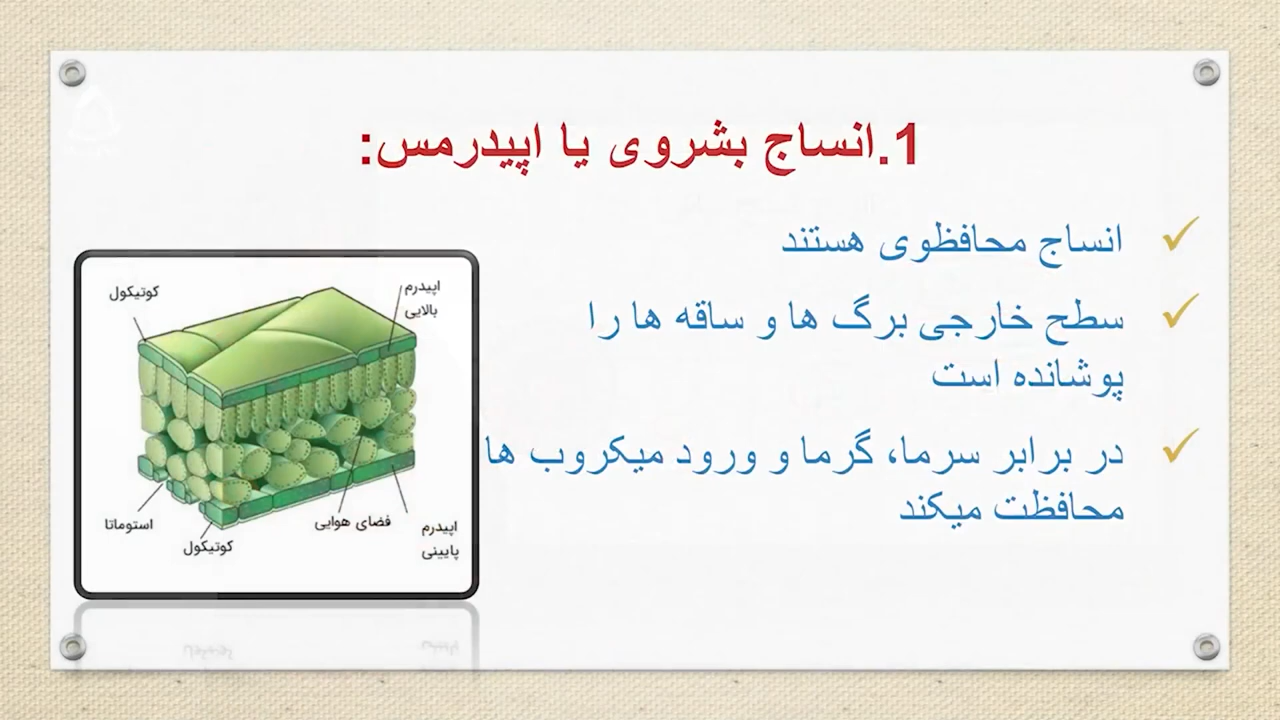 1.انساج بشروی یا اپیدرمس:
انساج محافظوی هستند
سطح خارجی برگ ها و ساقه ها را
پوشانده است
در برابر سرما، گرما و ورود میکروب ها
محافظت میکند
کوتیکول
اپیدرم
بالایی
استوماتا
کوتیکول
فضای هوایی
اپیدرم
پایینی